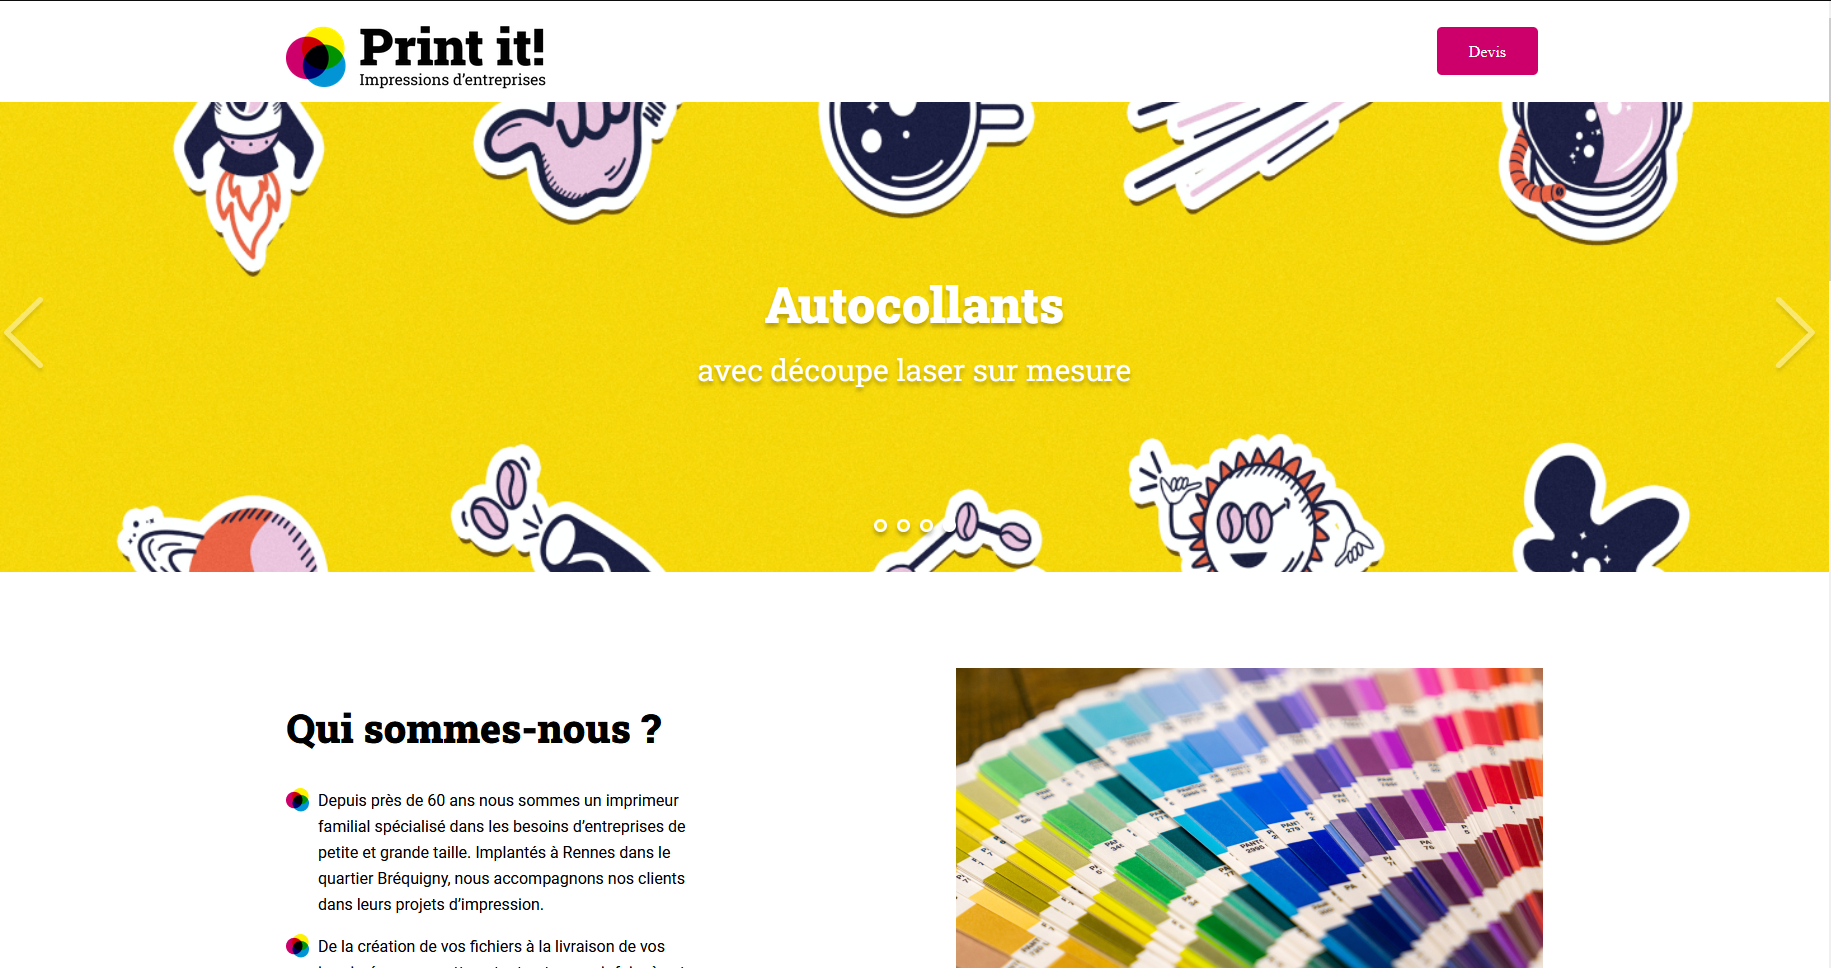 Print it!
Impressions d’entreprises
Devis
Autocollants
avec découpe laser sur mesure
Qui sommes-nous ?
Depuis près de 60 ans nous sommes un imprimeur
familial spécialisé dans les besoins d’entreprises de
petite et grande taille. Implantés à Rennes dans le
quartier Bréquigny, nous accompagnons nos clients
dans leurs projets d’impression.
De la création de vos fichiers à la livraison de vos